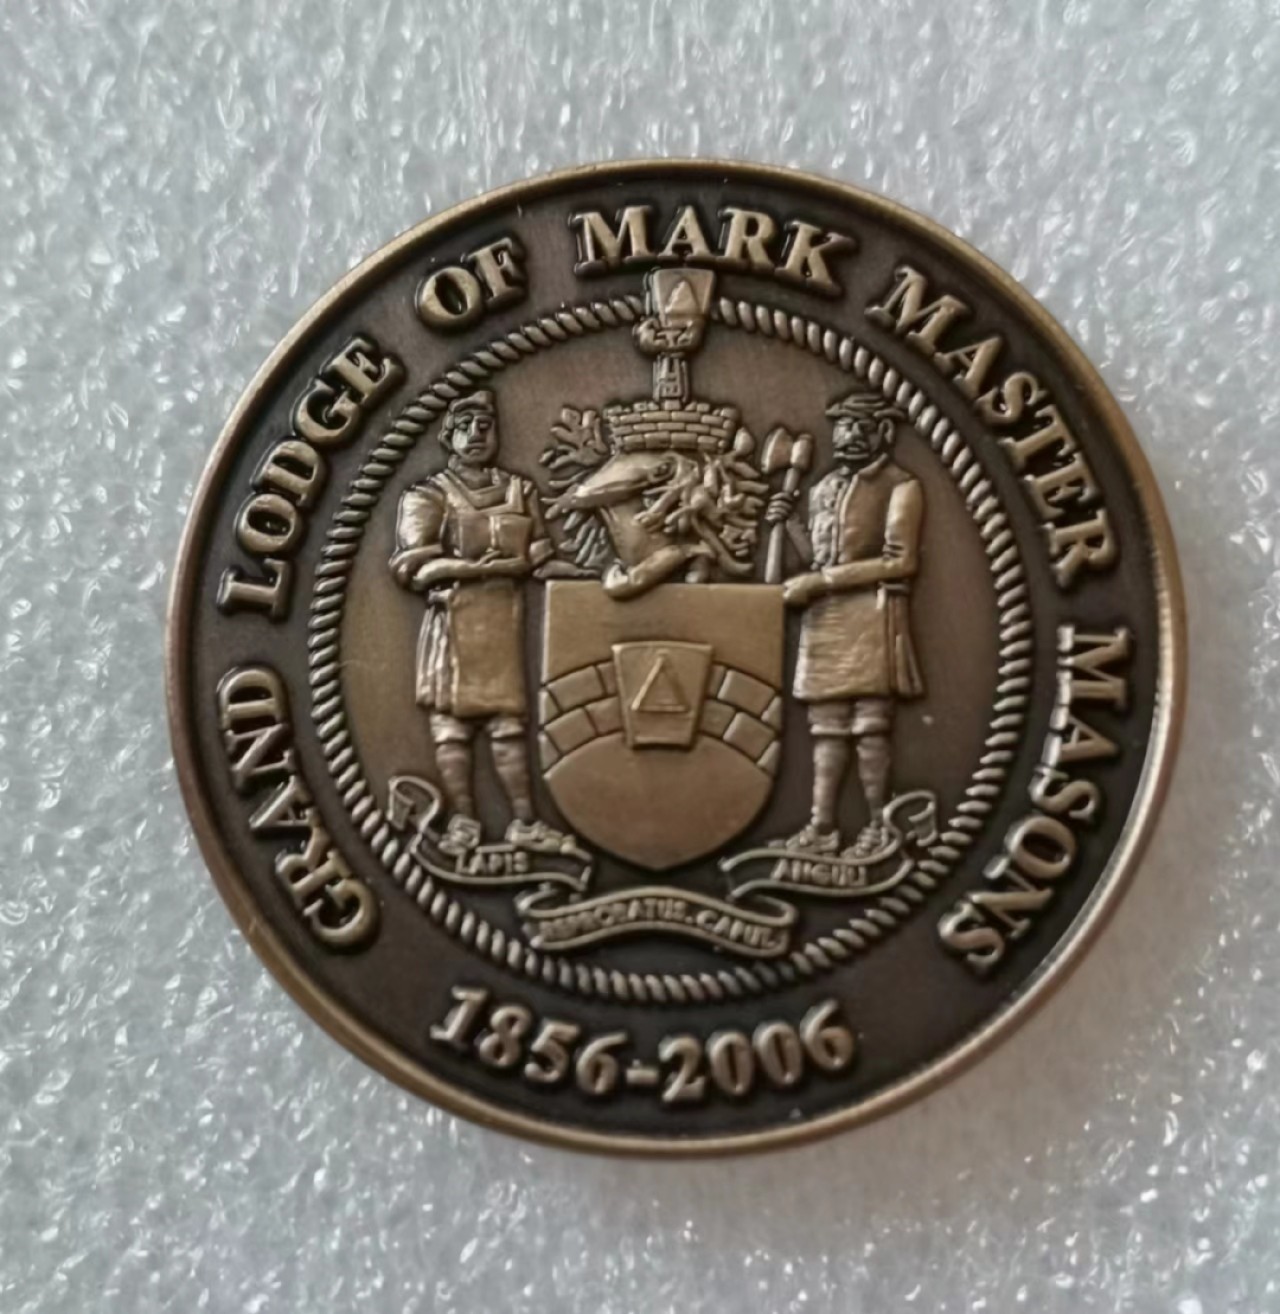 GRAND LODGE OF MARK MASTER MASONS
LAPIS
REPROBATUS CAPUT
ANGULI
1856-2006